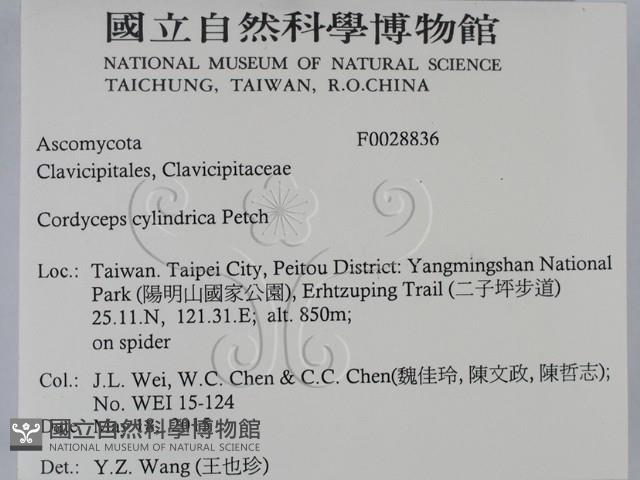 國立自然科學博物館
NATIONAL MUSEUM OF NATURAL SCIENCE
TAICHUNG, TAIWAN, R.O.CHINA
Ascomycota F0028836
Clavicipitales, Clavicipitaceae
Cordyceps cylindrica Petch
Loc.: Taiwan. Taipei City, Peitou District: Yangmingshan National
Park (陽明山國家公園), Erhtzuping Trail (二子坪步道)
25.11.N, 121.31.E; alt. 850m;
on spider
Col.: J.L. Wei, W.C. Chen & C.C. Chen(魏佳玲, 陳文政, 陳哲志);
No. WEI 15-124
Date: May 18, 2015
國立自然科學博物館
NATIONAL MUSEUM OF NATURAL SCIENCE
Det.: Y.Z. Wang (王也珍)